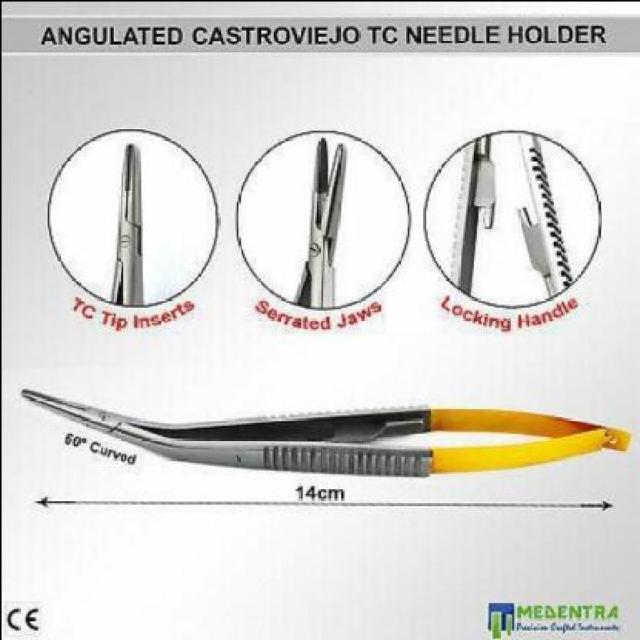 ANGULATED CASTROVIEJO TC NEEDLE HOLDER
TC Tip Inserts
Serrated Jaws
Locking Handle
60° Curved
14cm
CE
MEDENTRA
Precision Crafted Instruments